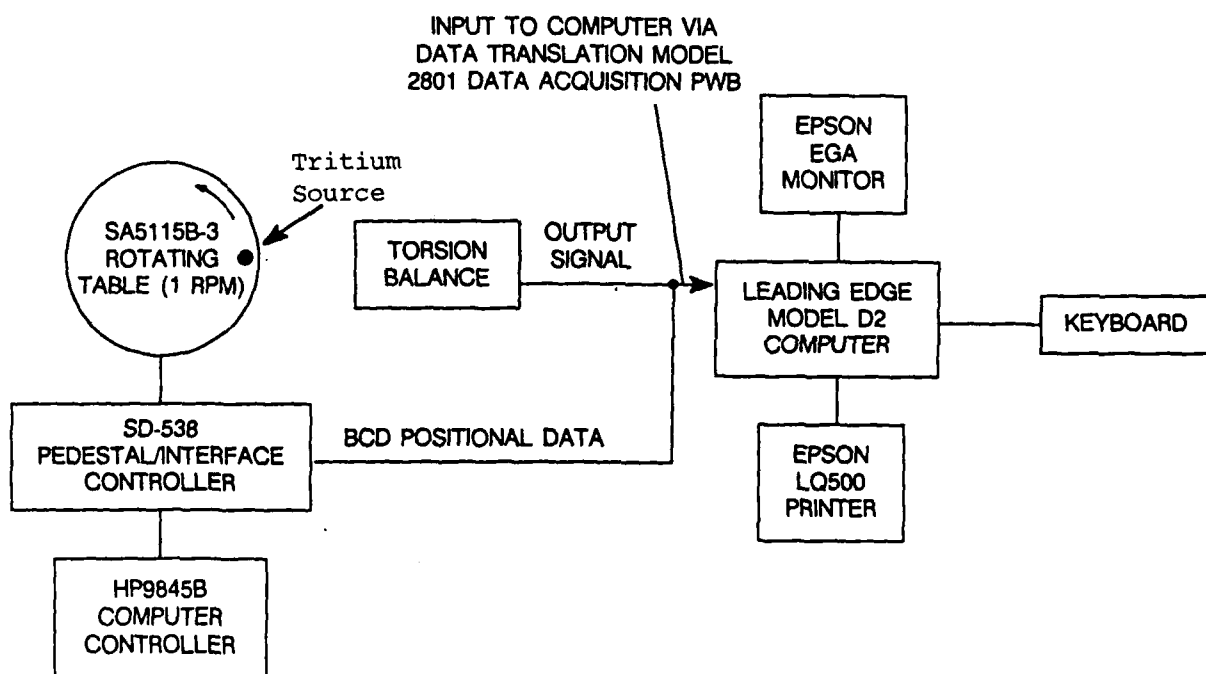 INPUT TO COMPUTER VIA
DATA TRANSLATION MODEL
2801 DATA ACQUISITION PWB
EPSON
EGA
MONITOR
Tritium
Source
SA5115B-3
ROTATING
TABLE (1 RPM)
TORSION
BALANCE
OUTPUT
SIGNAL
LEADING EDGE
MODEL D2
COMPUTER
KEYBOARD
SD-538
PEDESTAL/INTERFACE
CONTROLLER
BCD POSITIONAL DATA
EPSON
LQ500
PRINTER
HP9845B
COMPUTER
CONTROLLER